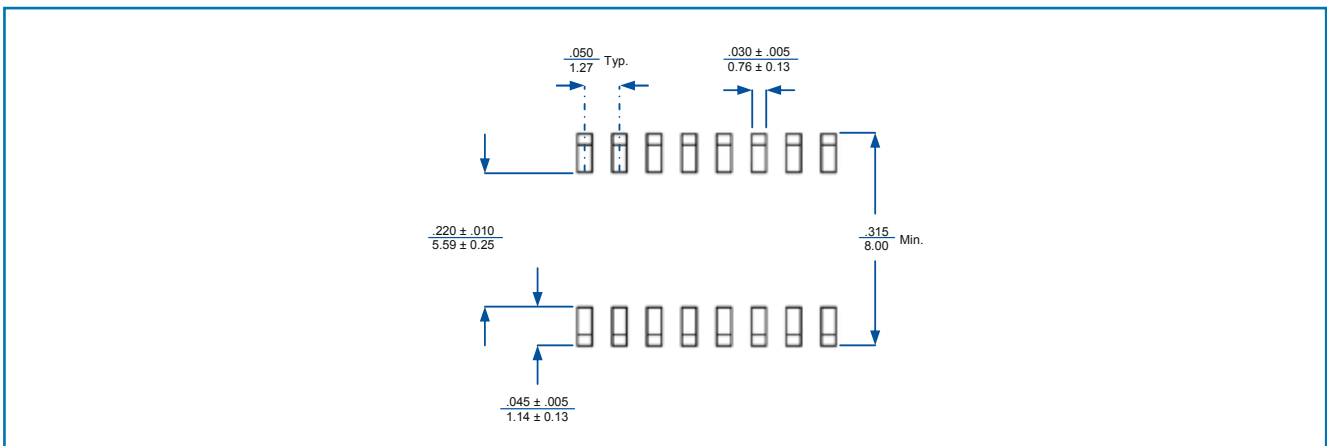 .050
1.27
Typ.
.030 ± .005
0.76 ± 0.13
.220 ± .010
5.59 ± 0.25
.315
8.00
Min.
.045 ± .005
1.14 ± 0.13